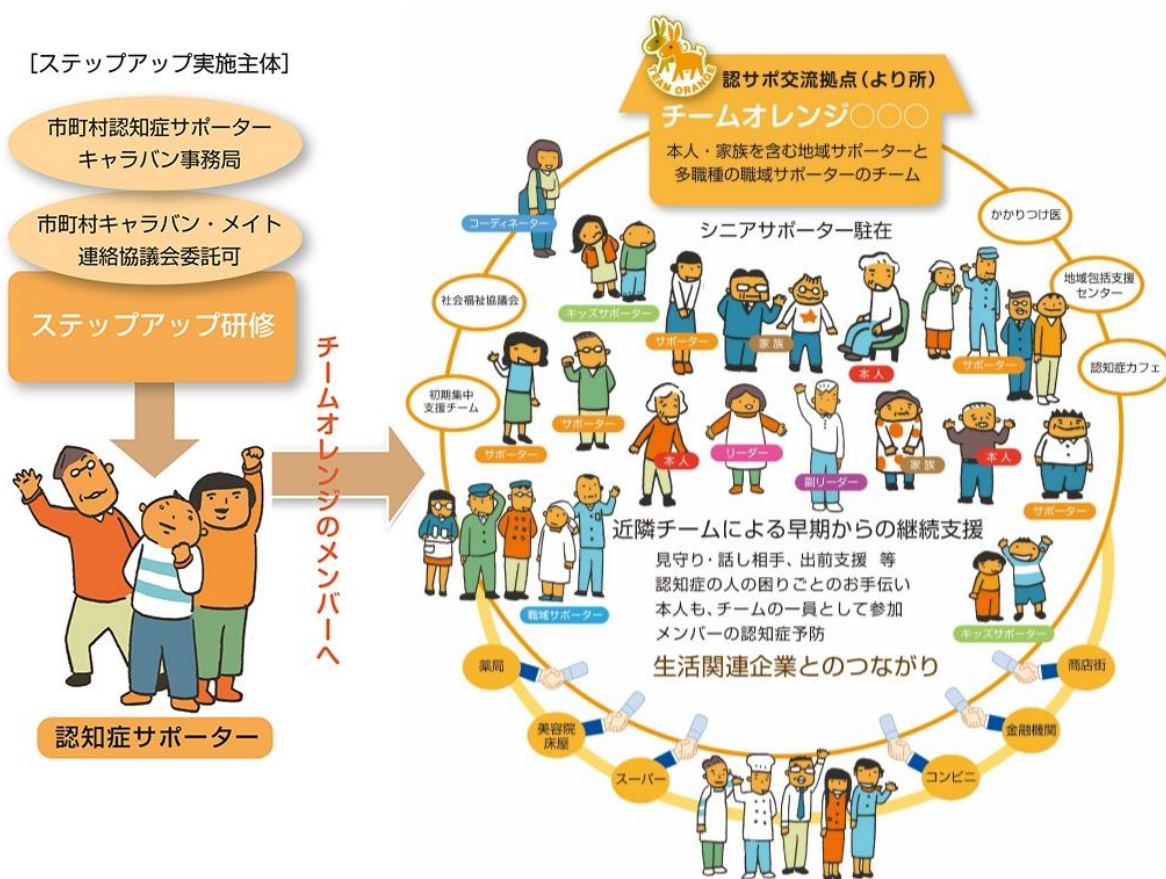 [ステップアップ実施主体]
市町村認知症サポーター
キャラバン事務局
市町村キャラバン・メイト
連絡協議会委託可
ステップアップ研修
チームオレンジのメンバーへ
認知症サポーター
TEAM ORANGE
認サポ交流拠点(より所)
チームオレンジ○○○
本人・家族を含む地域サポーターと
多職種の職域サポーターのチーム
コーディネーター
シニアサポーター駐在
かかりつけ医
社会福祉協議会
キッズサポーター
サポーター
家族
本人
サポーター
地域包括支援
センター
認知症カフェ
初期集中
支援チーム
サポーター
サポーター
本人
リーダー
副リーダー
家族
本人
サポーター
職域サポーター
近隣チームによる早期からの継続支援
見守り・話し相手、出前支援 等
認知症の人の困りごとのお手伝い
本人も、チームの一員として参加
メンバーの認知症予防
キッズサポーター
生活関連企業とのつながり
薬局
美容院
床屋
スーパー
コンビニ
金融機関
商店街